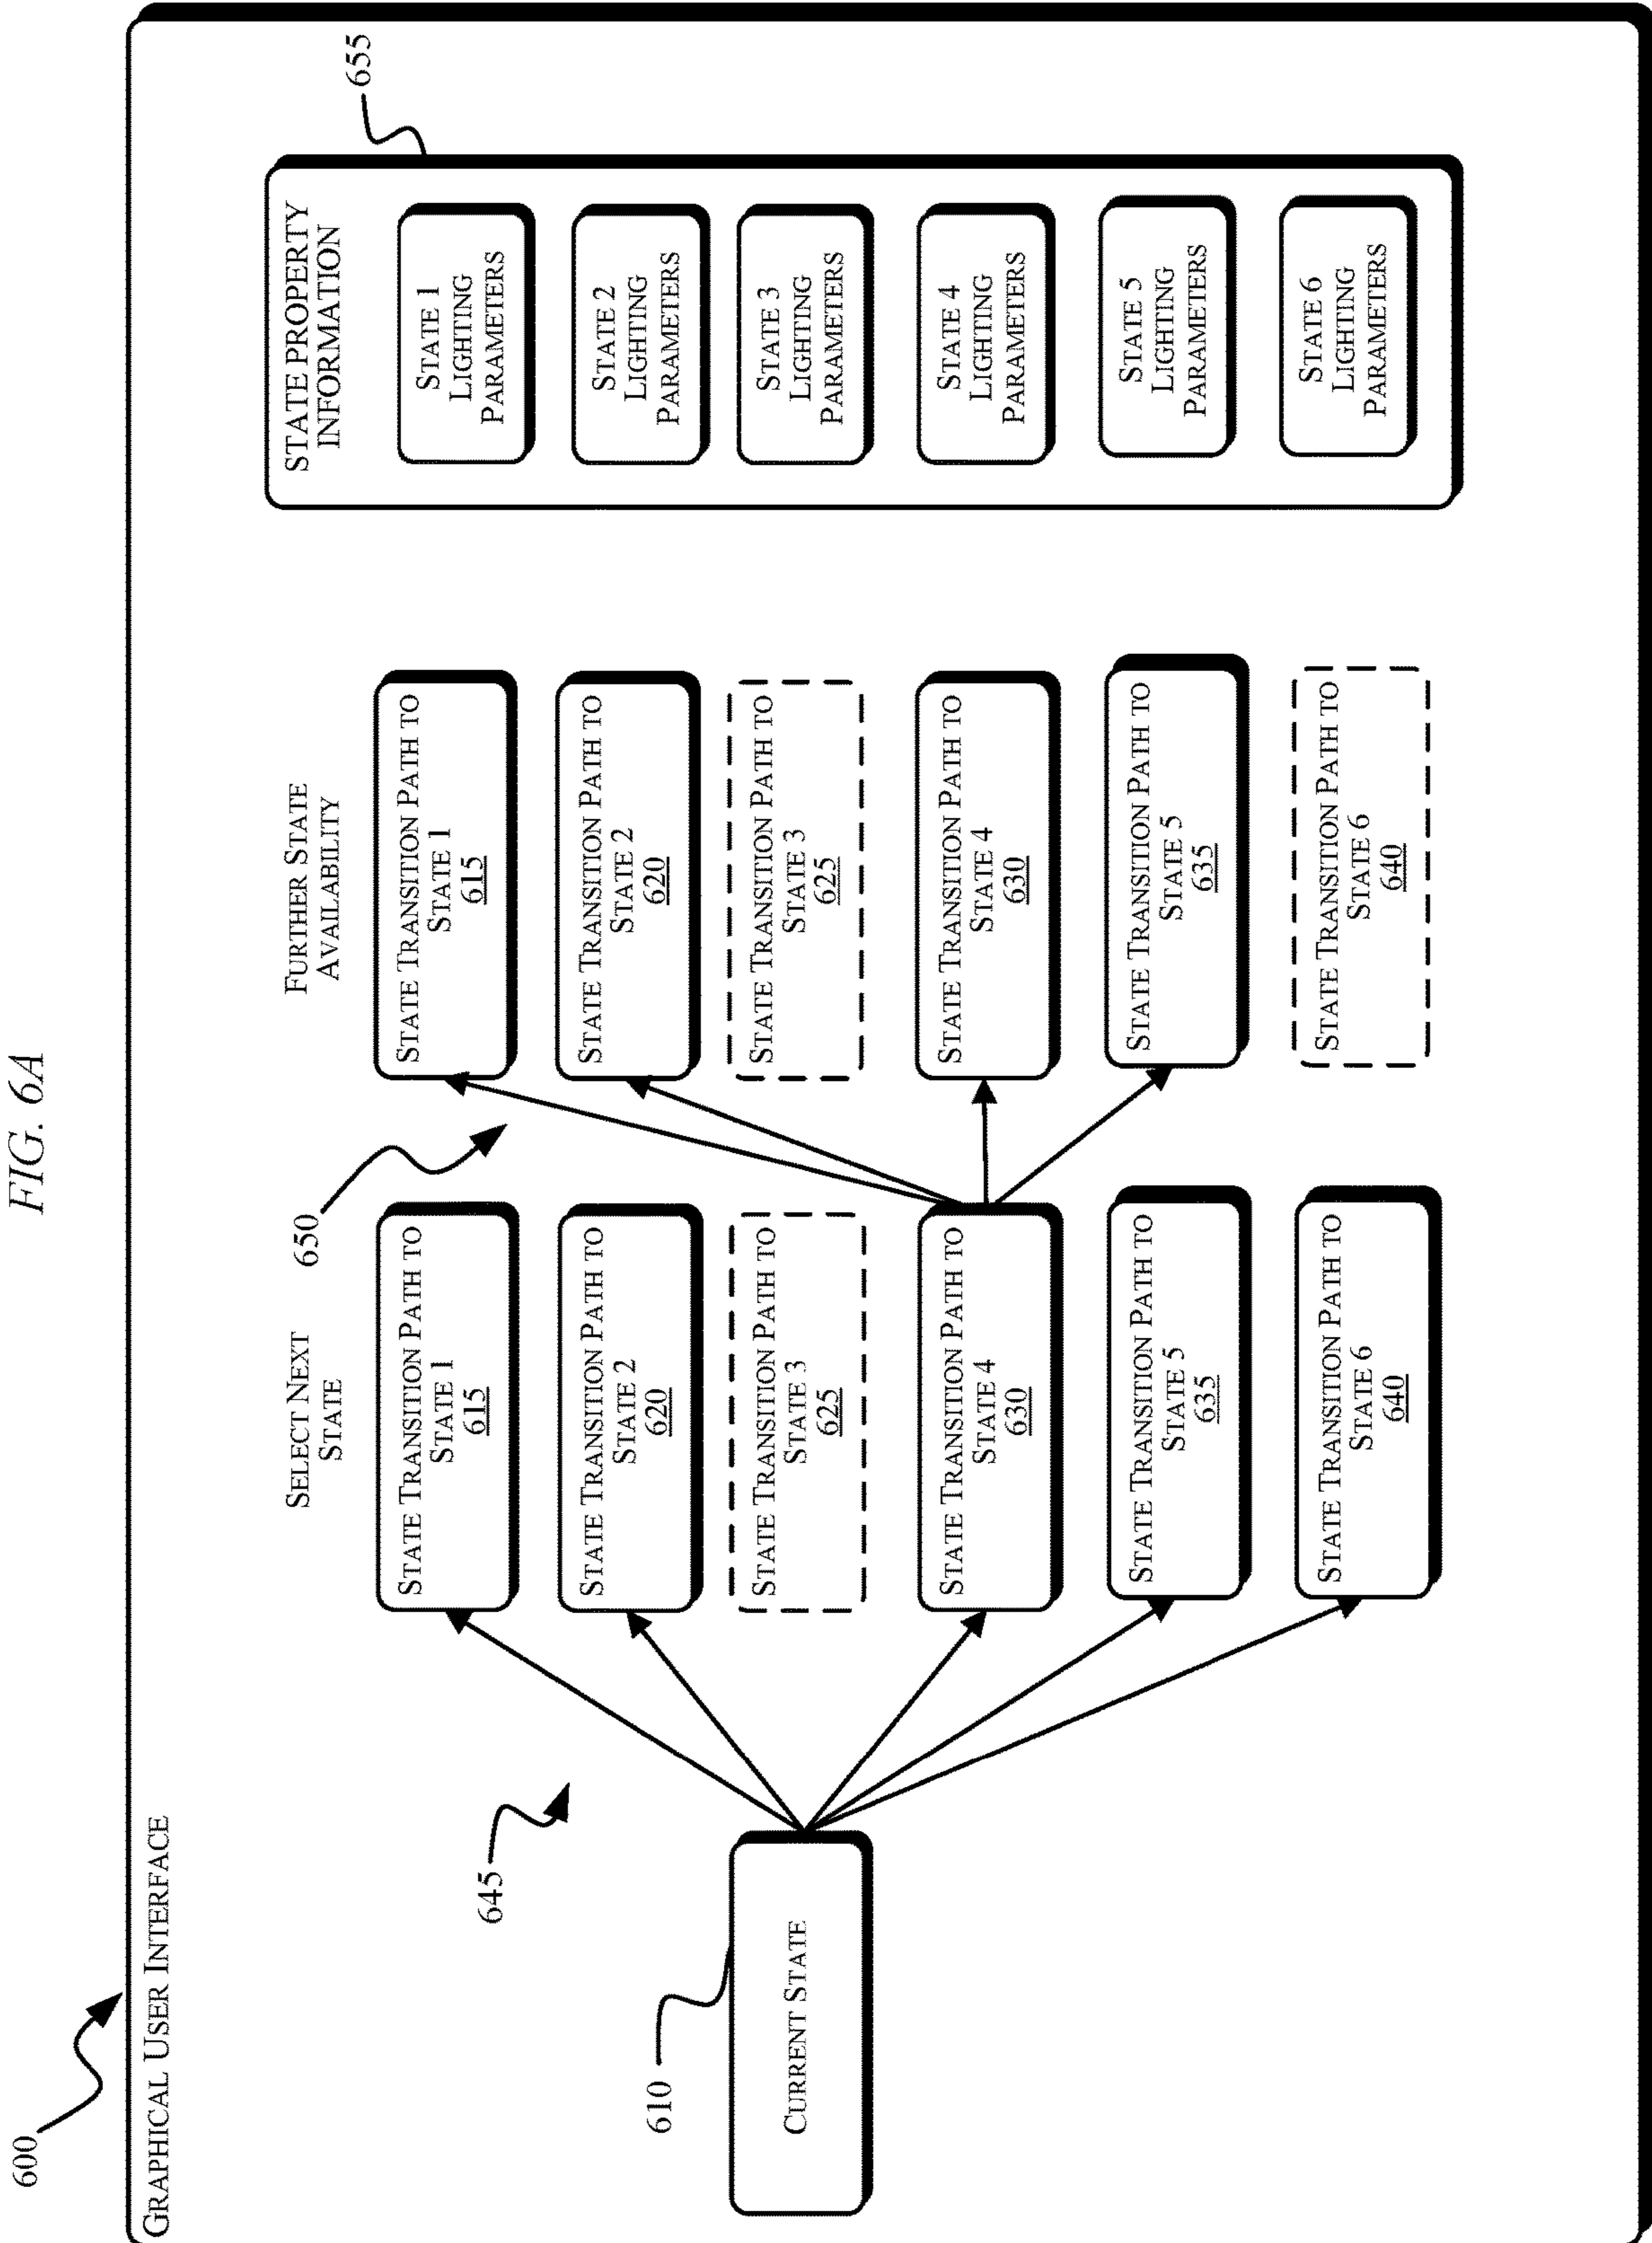 600
GRAPHICAL USER INTERFACE
610
CURRENT STATE
645
SELECT NEXT
STATE
STATE TRANSITION PATH TO
STATE 1
615
STATE TRANSITION PATH TO
STATE 2
620
STATE TRANSITION PATH TO
STATE 3
625
STATE TRANSITION PATH TO
STATE 4
630
STATE TRANSITION PATH TO
STATE 5
635
STATE TRANSITION PATH TO
STATE 6
640
650
FURTHER STATE
AVAILABILITY
STATE TRANSITION PATH TO
STATE 1
615
STATE TRANSITION PATH TO
STATE 2
620
STATE TRANSITION PATH TO
STATE 3
625
STATE TRANSITION PATH TO
STATE 4
630
STATE TRANSITION PATH TO
STATE 5
635
STATE TRANSITION PATH TO
STATE 6
640
655
STATE PROPERTY
INFORMATION
STATE 1
LIGHTING
PARAMETERS
STATE 2
LIGHTING
PARAMETERS
STATE 3
LIGHTING
PARAMETERS
STATE 4
LIGHTING
PARAMETERS
STATE 5
LIGHTING
PARAMETERS
STATE 6
LIGHTING
PARAMETERS
FIG. 6A